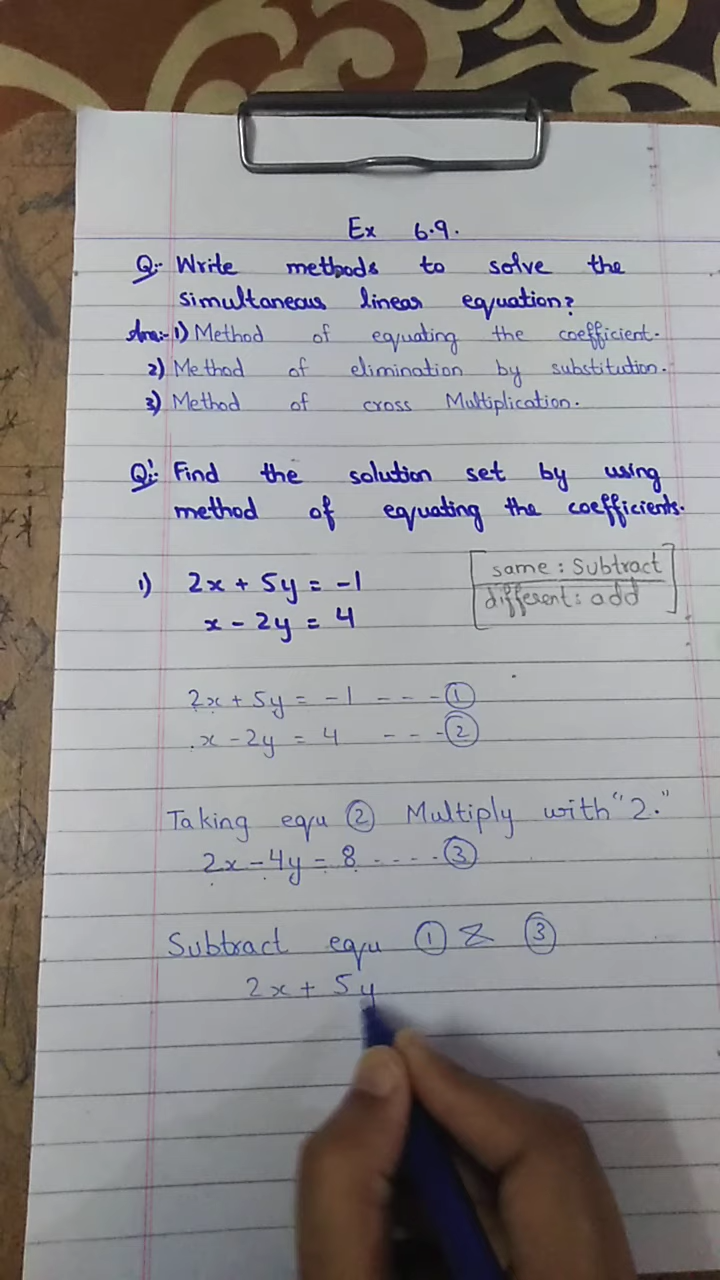 Ex 6.9.
Q:- Write methods to solve the
simultaneous linear equation?
Ans:- 1) Method of equating the coefficient.
2) Method of elimination by substitution.
3) Method of cross Multiplication.
Q1:- Find the solution set by using
method of equating the coefficients.
1) 2x + 5y = -1
x - 2y = 4
same : Subtract
different : add
2x + 5y = -1 - - - ①
x - 2y = 4 - - - ②
Taking equ ② Multiply with "2."
2x - 4y = 8 - - - - ③
Subtract equ ① & ③
2x + 5y